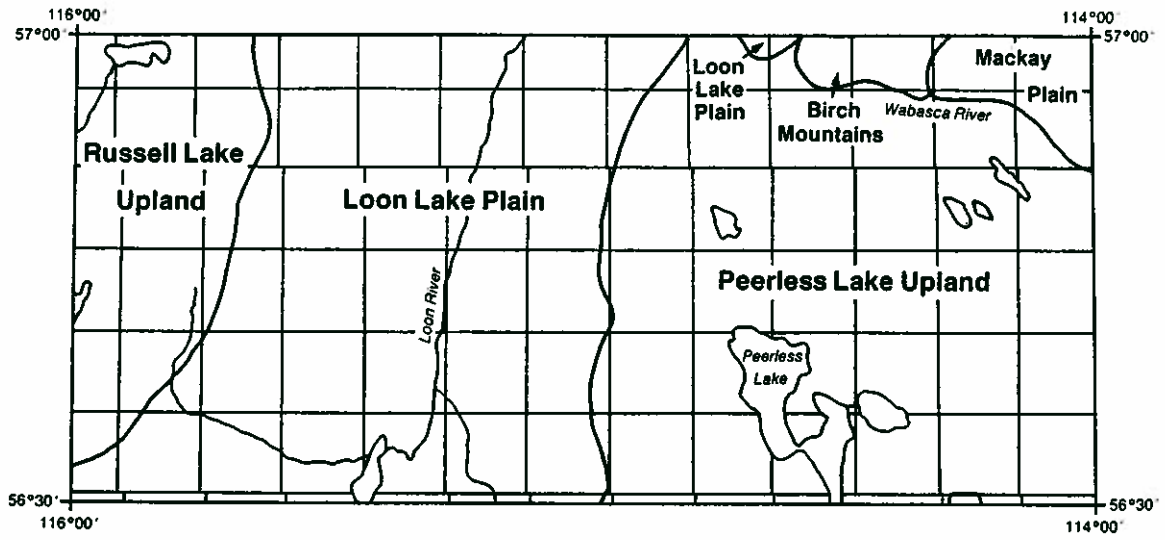 116°00'
114°00'
57°00'
57°00'
Loon
Lake
Plain
Birch
Mountains
Wabasca River
Mackay
Plain
Russell Lake
Upland
Loon Lake Plain
Loon River
Peerless Lake Upland
Peerless
Lake
56°30'
56°30'
116°00'
114°00'